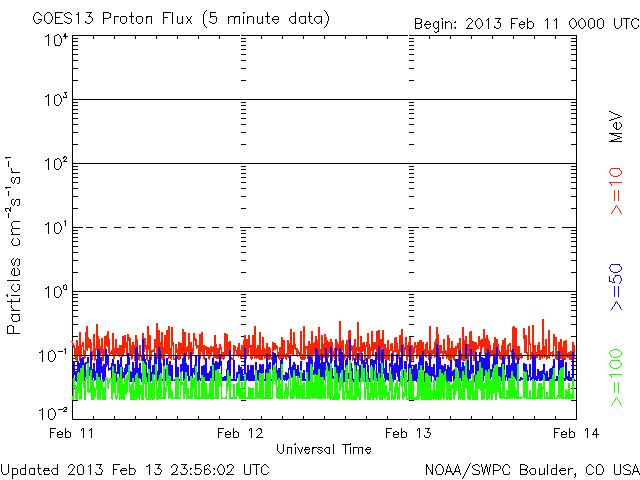 GOES13 Proton Flux (5 minute data)
Begin: 2013 Feb 11 0000 UTC
Particles cm⁻²s⁻¹sr⁻¹
10⁴
10³
10²
10¹
10⁰
10⁻¹
10⁻²
Feb 11
Feb 12
Feb 13
Feb 14
Universal Time
MeV
>=10
>=50
>=100
Updated 2013 Feb 13 23:56:02 UTC
NOAA/SWPC Boulder, CO USA